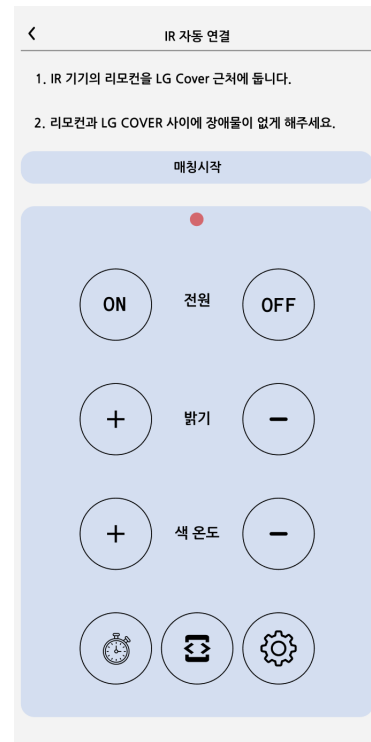 IR 자동 연결
1. IR 기기의 리모컨을 LG Cover 근처에 둡니다.
2. 리모컨과 LG COVER 사이에 장애물이 없게 해주세요.
매칭시작
ON 전원 OFF
+ 밝기 -
+ 색 온도 -